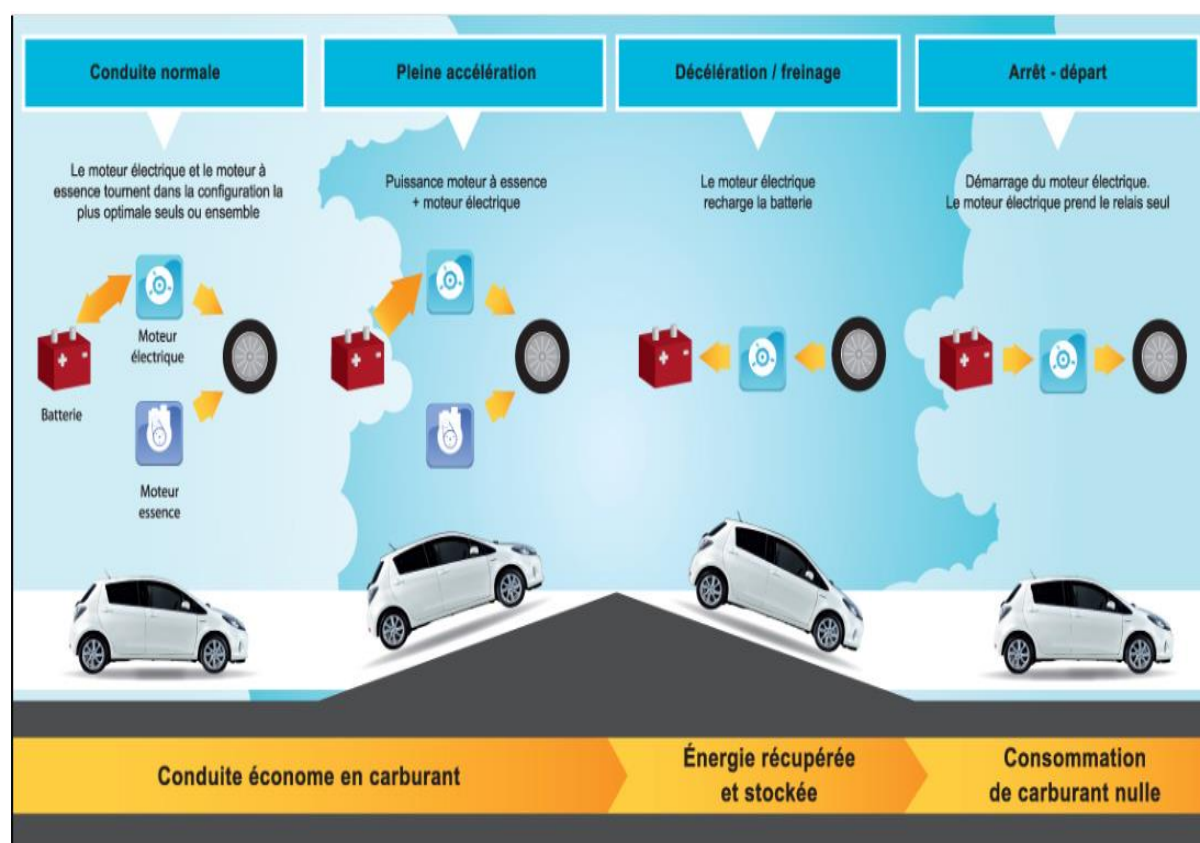 Conduite normale
Le moteur électrique et le moteur à
essence tournent dans la configuration la
plus optimale seuls ou ensemble
Moteur
électrique
Batterie
Moteur
essence
Pleine accélération
Puissance moteur à essence
+ moteur électrique
Décélération / freinage
Le moteur électrique
recharge la batterie
Arrêt - départ
Démarrage du moteur électrique.
Le moteur électrique prend le relais seul
Conduite économe en carburant
Énergie récupérée
et stockée
Consommation
de carburant nulle